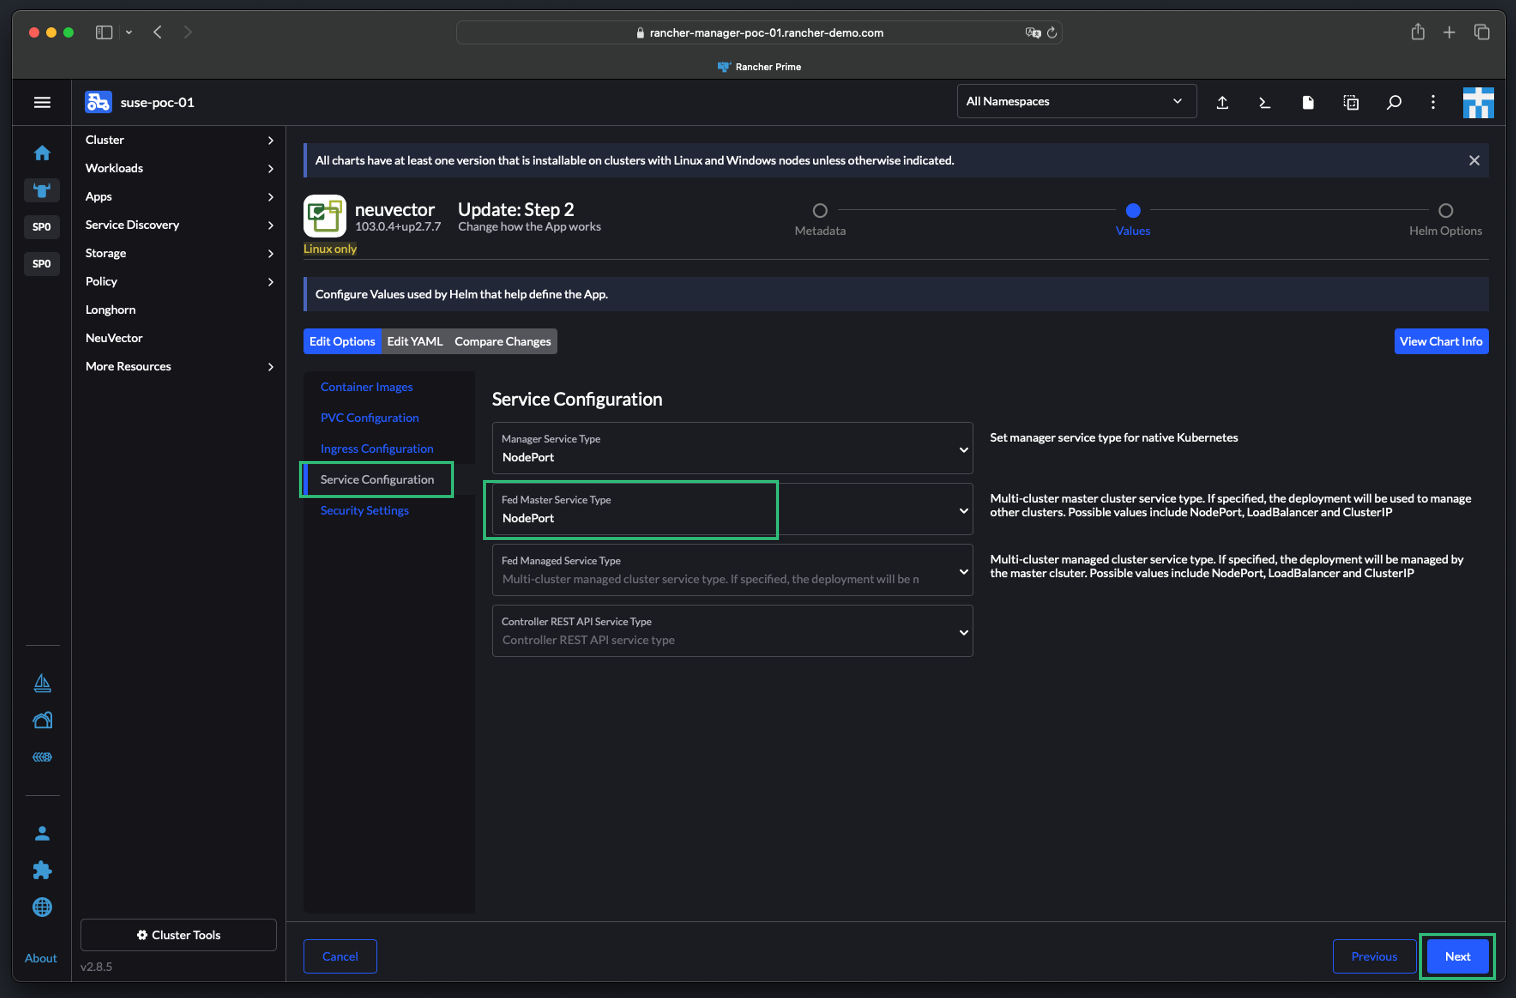 rancher-manager-poc-01.rancher-demo.com
Rancher Prime
suse-poc-01
All Namespaces
SP0
SP0
About
Cluster
Workloads
Apps
Service Discovery
Storage
Policy
Longhorn
NeuVector
More Resources
Cluster Tools
v2.8.5
All charts have at least one version that is installable on clusters with Linux and Windows nodes unless otherwise indicated.
neuvector
103.0.4+up2.7.7
Linux only
Update: Step 2
Change how the App works
Metadata
Values
Helm Options
Configure Values used by Helm that help define the App.
Edit Options
Edit YAML
Compare Changes
View Chart Info
Container Images
PVC Configuration
Ingress Configuration
Service Configuration
Security Settings
Service Configuration
Manager Service Type
NodePort
Set manager service type for native Kubernetes
Fed Master Service Type
NodePort
Multi-cluster master cluster service type. If specified, the deployment will be used to manage
other clusters. Possible values include NodePort, LoadBalancer and ClusterIP
Fed Managed Service Type
Multi-cluster managed cluster service type. If specified, the deployment will be n
Multi-cluster managed cluster service type. If specified, the deployment will be managed by
the master clsuter. Possible values include NodePort, LoadBalancer and ClusterIP
Controller REST API Service Type
Controller REST API service type
Cancel
Previous
Next